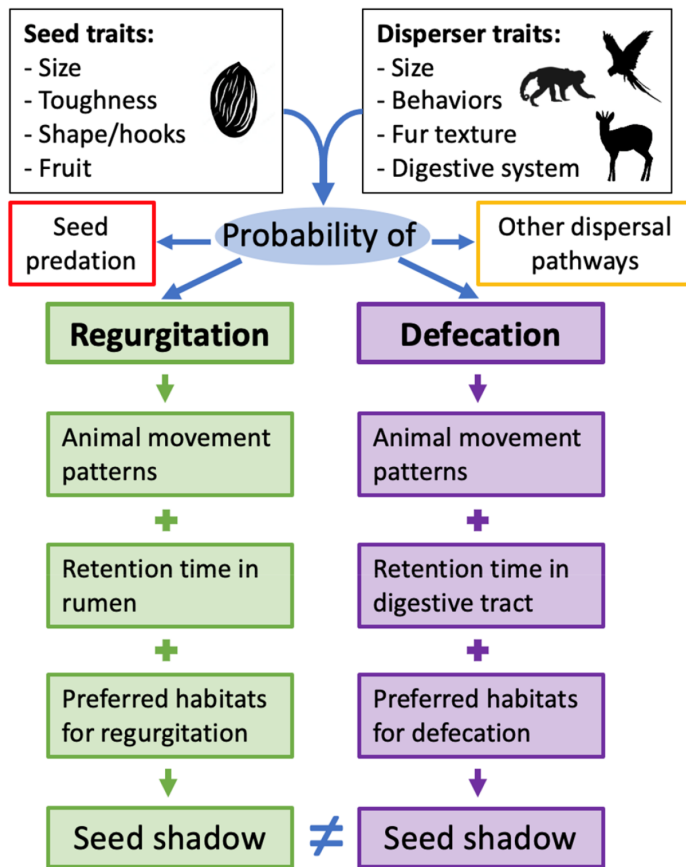 Seed traits:
- Size
- Toughness
- Shape/hooks
- Fruit
Disperser traits:
- Size
- Behaviors
- Fur texture
- Digestive system
Seed
predation
Probability of
Other dispersal
pathways
Regurgitation
Defecation
Animal movement
patterns
Animal movement
patterns
+
+
Retention time in
rumen
Retention time in
digestive tract
+
+
Preferred habitats
for regurgitation
Preferred habitats
for defecation
Seed shadow
≠
Seed shadow